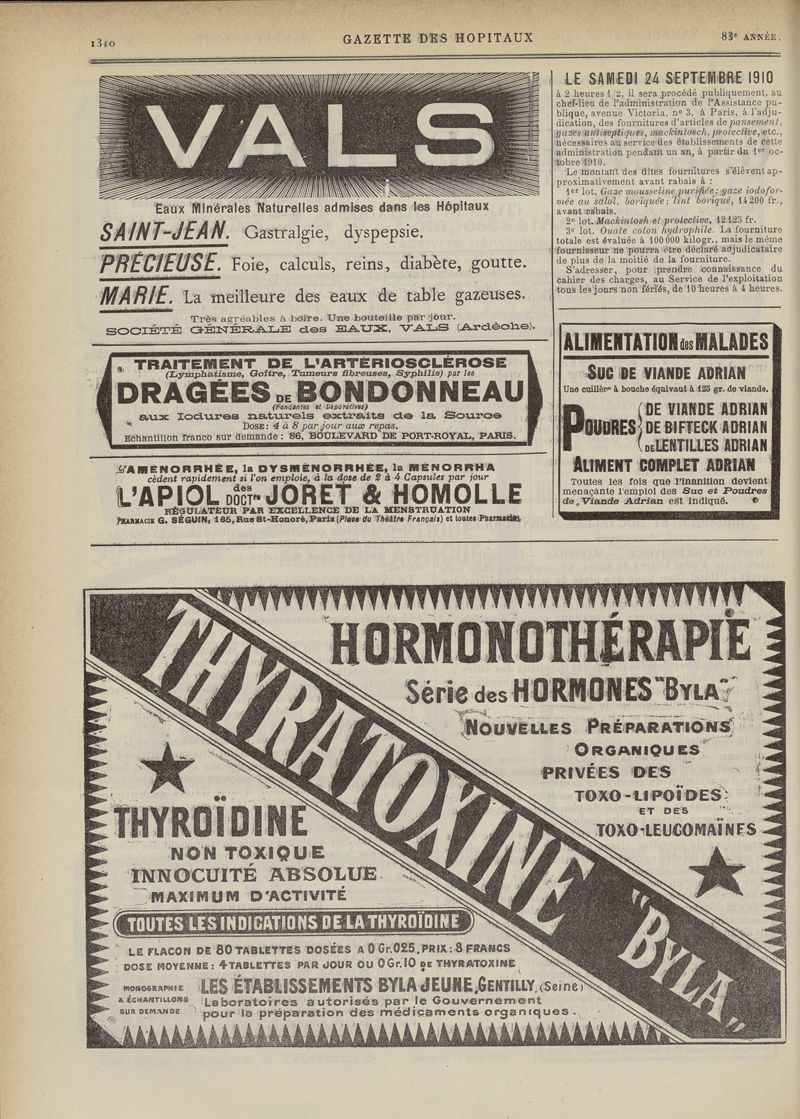 1310
GAZETTE DES HOPITAUX
83e ANNÉE.
VALS
Eaux Minérales Naturelles admises dans les Hôpitaux
SAINT-JEAN. Gastralgie, dyspepsie.
PRÉCIEUSE. Foie, calculs, reins, diabète, goutte.
MARIE. La meilleure des eaux de table gazeuses.
Très agréables à boire. Une bouteille par jour.
SOCIÉTÉ GÉNÉRALE des EAUX, VALS (Ardèche).
TRAITEMENT DE L'ARTÉRIOSCLÉROSE
(Lymphatisme, Goître, Tumeurs fibreuses, Syphilis) par les
DRAGÉES DE BONDONNEAU
(Fondantes et Dépuratives)
aux Iodures naturels extraits de la Source
DOSE: 4 à 8 par jour aux repas.
Echantillon franco sur demande : 86, BOULEVARD DE PORT-ROYAL, PARIS.
L'AMÉNORRHÉE, la DYSMÉNORRHÉE, la MÉNORRHA
cèdent rapidement si l'on emploie, à la dose de 2 à 4 Capsules par jour
L'APIOL des DOCTrs JORET & HOMOLLE
RÉGULATEUR PAR EXCELLENCE DE LA MENSTRUATION
PHARMACIE G. SÉGUIN, 165, Rue St-Honoré, Paris (Place du Théâtre Français) et toutes Pharmacies.
LE SAMEDI 24 SEPTEMBRE 1910
à 2 heures 1/2, il sera procédé publiquement, au
chef-lieu de l'administration de l'Assistance pu-
blique, avenue Victoria, n° 3, à Paris, à l'adju-
dication, des fournitures d'articles de pansement,
gazes antiseptiques, mackintosch, protective, etc.,
nécessaires au service des établissements de cette
administration pendant un an, à partir du 1er oc-
tobre 1910.
Le montant des dites fournitures s'élèvent ap-
proximativement avant rabais à :
1er lot. Gaze mousseline purifiée; gaze iodofor-
mée au salol, boriquée; lint boriqué, 14 200 fr.,
avant rabais.
2e lot. Mackintosh et protective, 12 125 fr.
3e lot. Ouate coton hydrophile. La fourniture
totale est évaluée à 100 000 kilogr., mais le même
fournisseur ne pourra être déclaré adjudicataire
de plus de la moitié de la fourniture.
S'adresser, pour prendre connaissance du
cahier des charges, au Service de l'exploitation
tous les jours non fériés, de 10 heures à 4 heures.
ALIMENTATION des MALADES
SUC DE VIANDE ADRIAN
Une cuillère à bouche équivaut à 125 gr. de viande.
POUDRES
DE VIANDE ADRIAN
DE BIFTECK ADRIAN
DE LENTILLES ADRIAN
ALIMENT COMPLET ADRIAN
Toutes les fois que l'inanition devient
menaçante l'emploi des Suc et Poudres
de Viande Adrian est indiqué.
HORMONOTHÉRAPIE
Série des HORMONES "BYLA"
NOUVELLES PRÉPARATIONS
ORGANIQUES
PRIVÉES DES
TOXO-LIPOÏDES
ET DES
TOXO-LEUCOMAÏNES
THYRATOXINE "BYLA"
THYROÏDINE
NON TOXIQUE
INNOCUITÉ ABSOLUE
MAXIMUM D'ACTIVITÉ
TOUTES LES INDICATIONS DE LA THYROÏDINE
LE FLACON DE 80 TABLETTES DOSÉES A 0 Gr.025, PRIX: 8 FRANCS
DOSE MOYENNE: 4 TABLETTES PAR JOUR OU 0 Gr.10 DE THYRATOXINE
MONOGRAPHIE
& ÉCHANTILLONS
SUR DEMANDE
LES ÉTABLISSEMENTS BYLA JEUNE, GENTILLY, (Seine)
Laboratoires autorisés par le Gouvernement
pour la préparation des médicaments organiques.